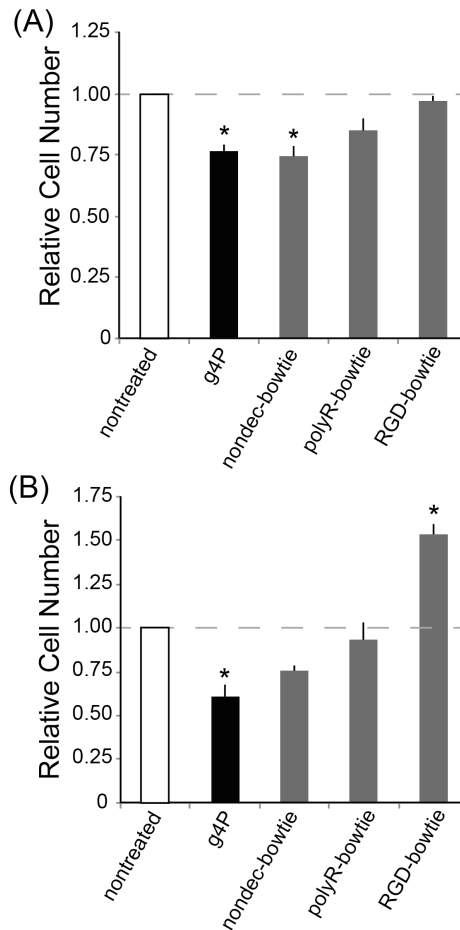 (A)
Relative Cell Number
1.25
1.00
0.75
0.50
0.25
0
*
*
nontreated
g4P
nondec-bowtie
polyR-bowtie
RGD-bowtie
(B)
Relative Cell Number
1.75
1.50
1.25
1.00
0.75
0.50
0.25
0
*
*
nontreated
g4P
nondec-bowtie
polyR-bowtie
RGD-bowtie